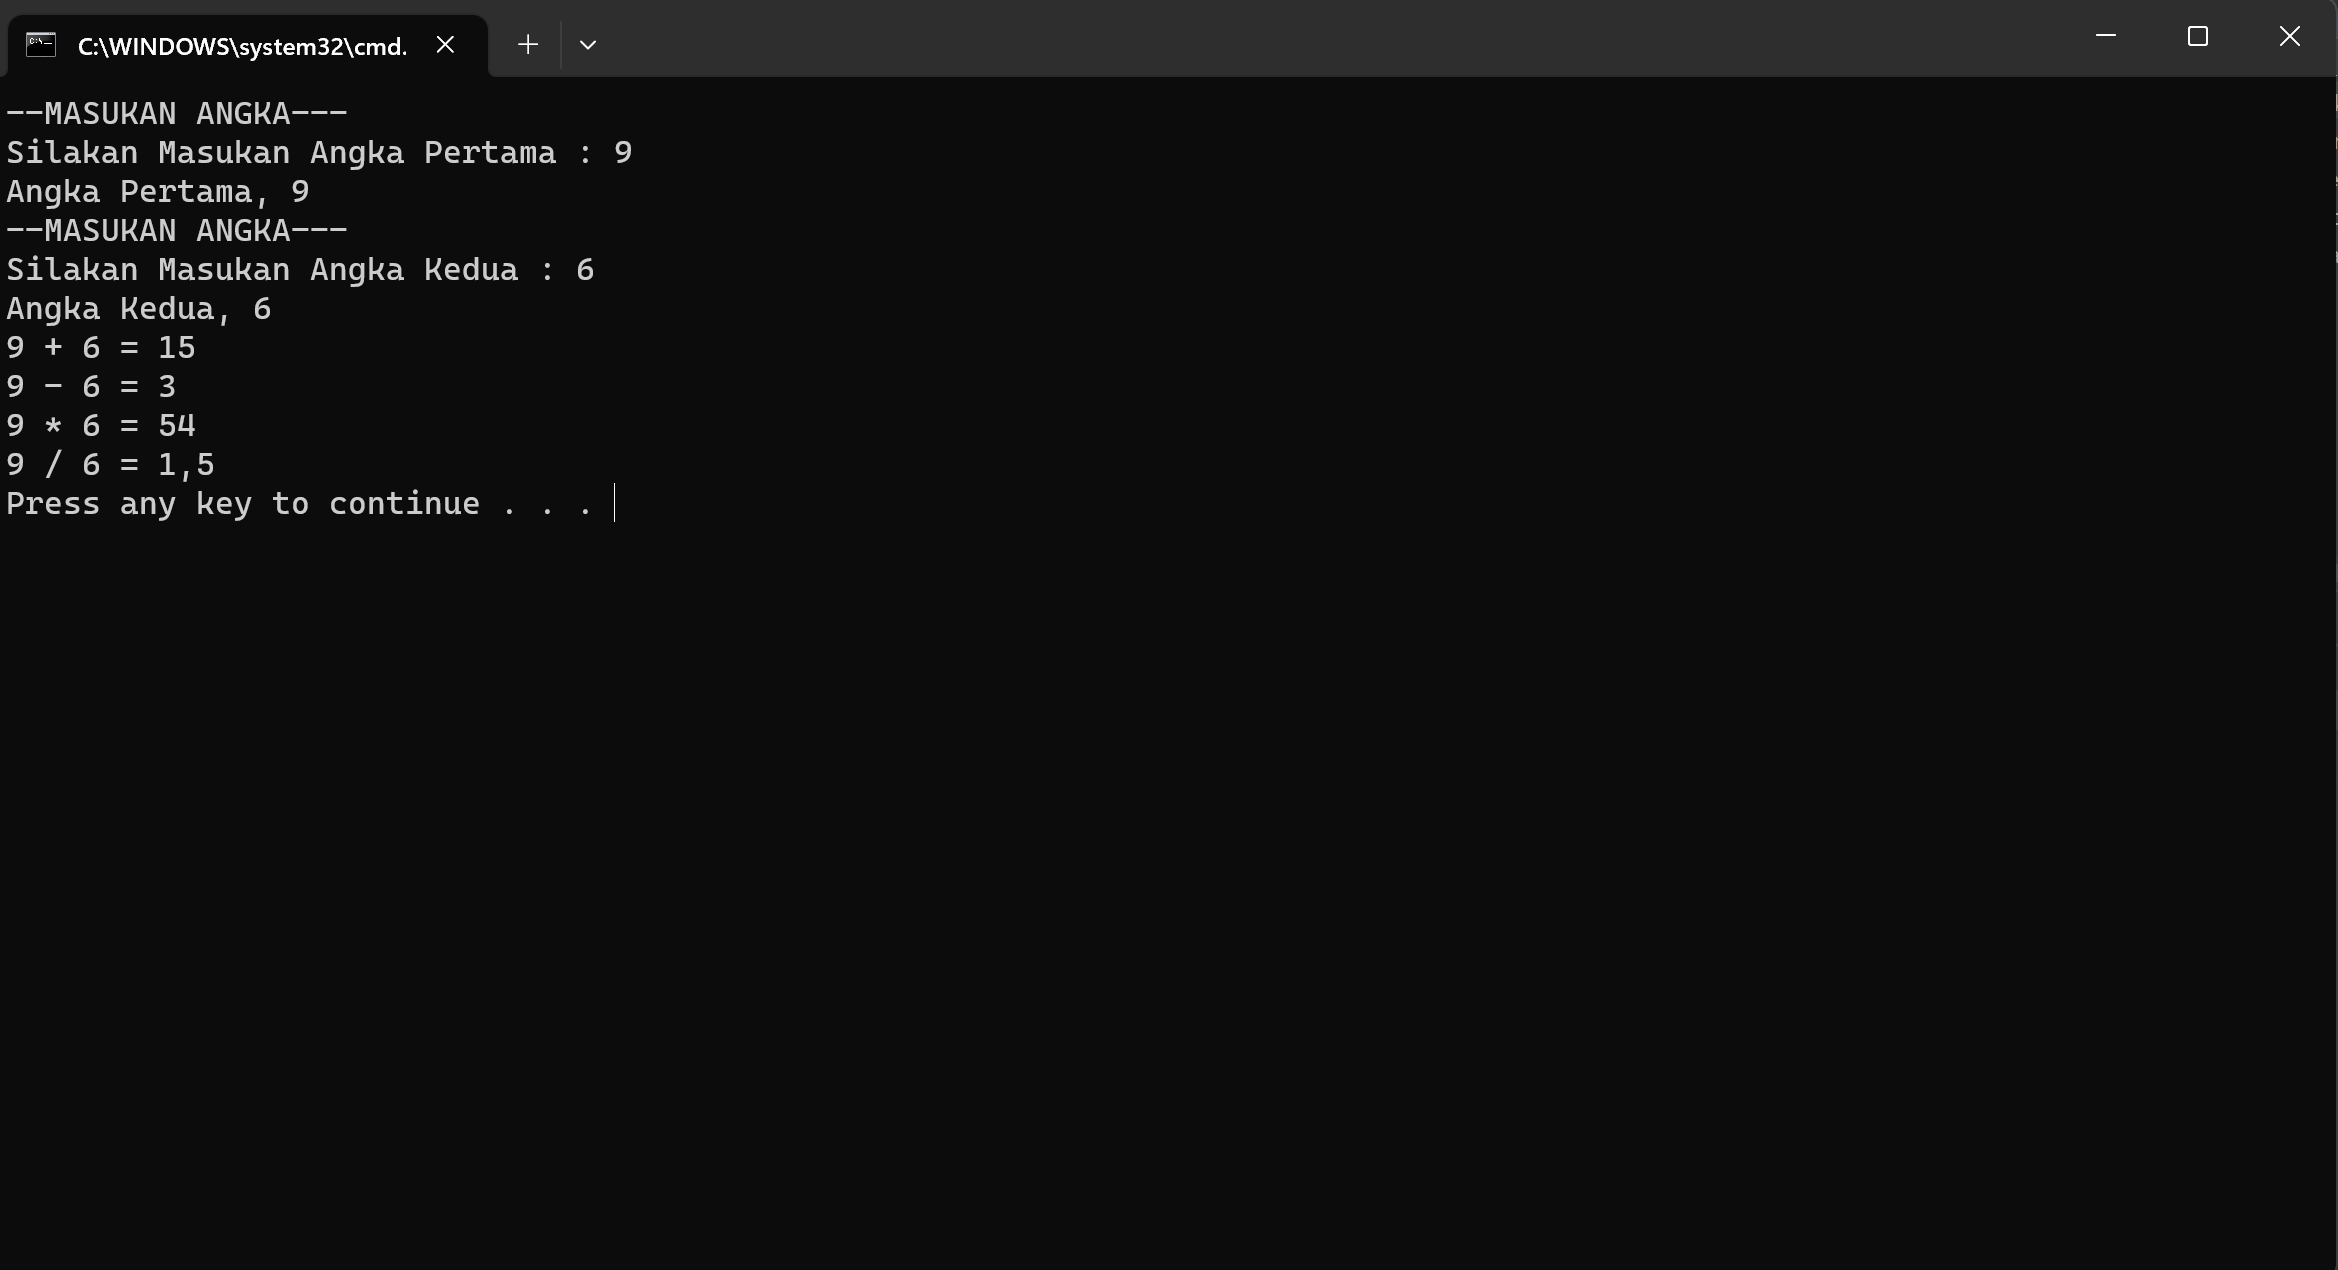 C:\WINDOWS\system32\cmd.
--MASUKAN ANGKA---
Silakan Masukan Angka Pertama : 9
Angka Pertama, 9
--MASUKAN ANGKA---
Silakan Masukan Angka Kedua : 6
Angka Kedua, 6
9 + 6 = 15
9 - 6 = 3
9 * 6 = 54
9 / 6 = 1,5
Press any key to continue . . .